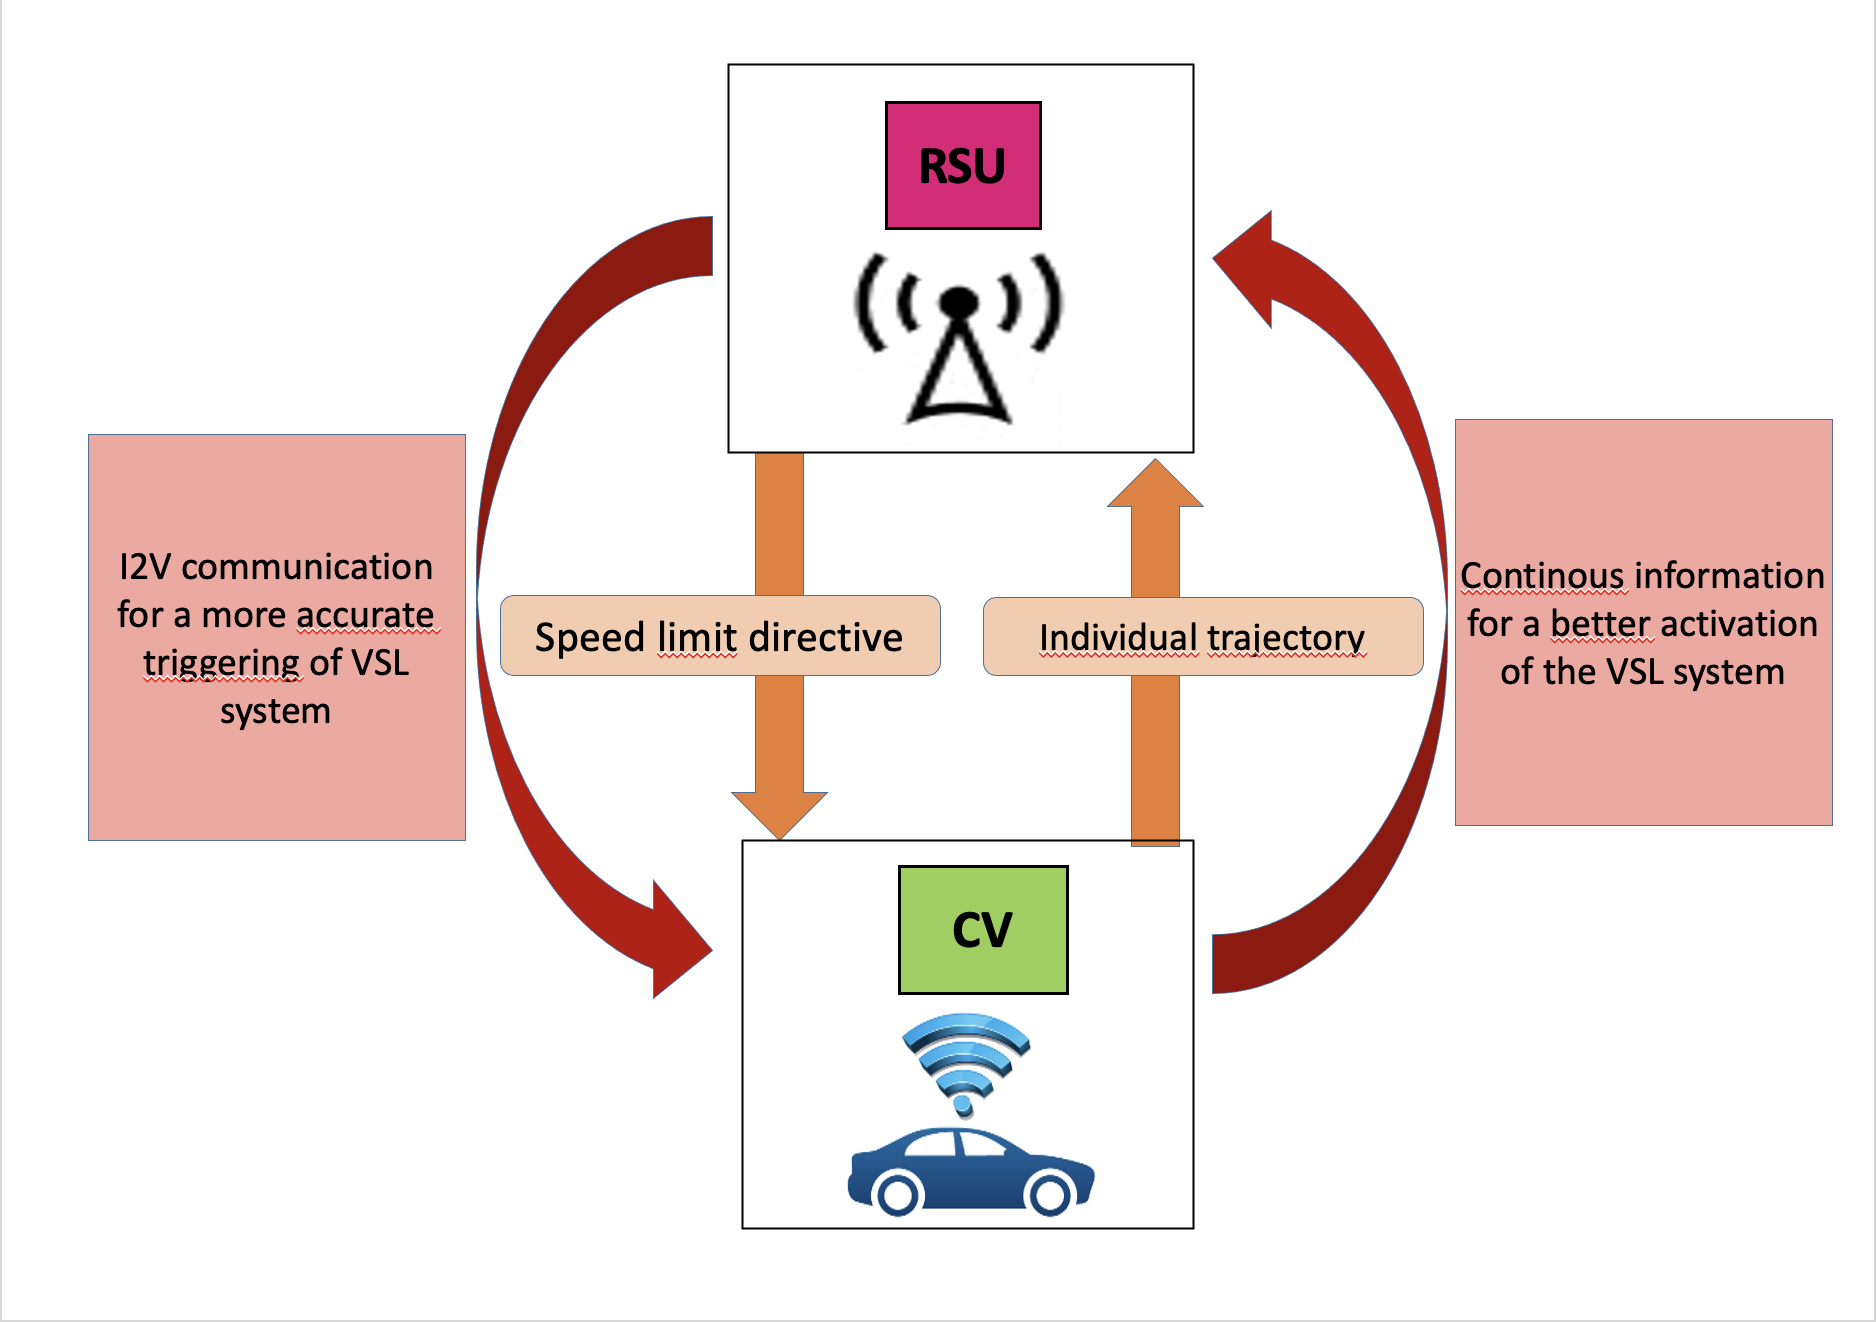 RSU
I2V communication
for a more accurate
triggering of VSL
system
Speed limit directive
Individual trajectory
Continous information
for a better activation
of the VSL system
CV